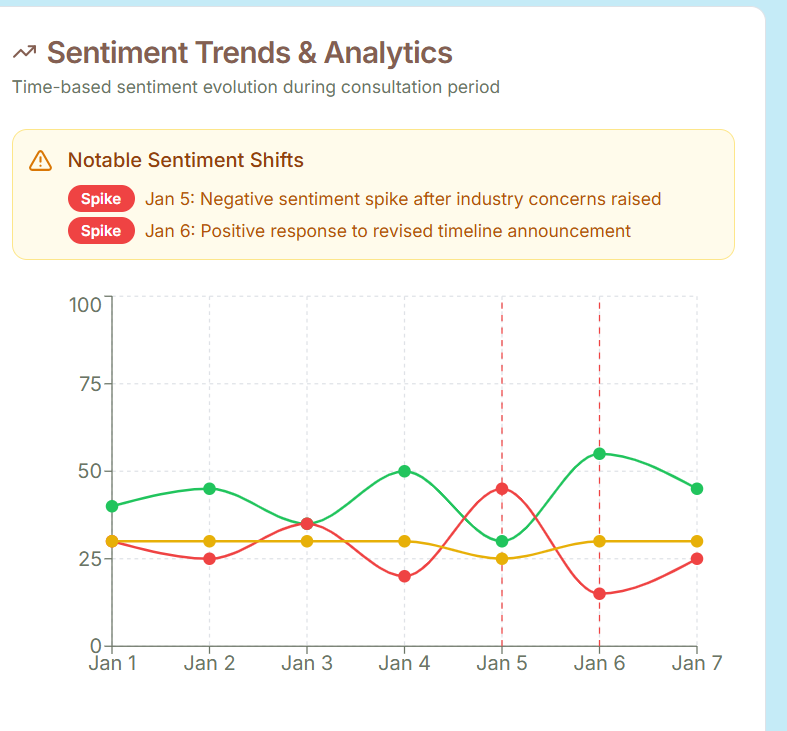 Sentiment Trends & Analytics
Time-based sentiment evolution during consultation period
Notable Sentiment Shifts
Spike Jan 5: Negative sentiment spike after industry concerns raised
Spike Jan 6: Positive response to revised timeline announcement
100
75
50
25
0
Jan 1 Jan 2 Jan 3 Jan 4 Jan 5 Jan 6 Jan 7